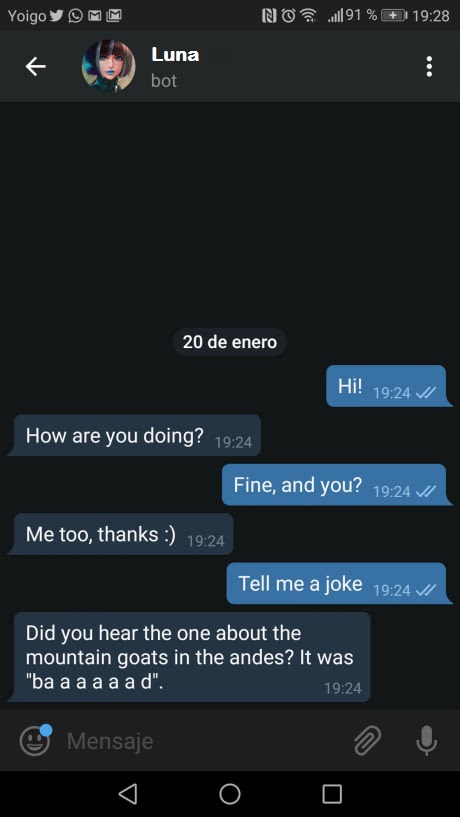 Yoigo 91 % 19:28
Luna
bot
20 de enero
Hi! 19:24
How are you doing? 19:24
Fine, and you? 19:24
Me too, thanks :) 19:24
Tell me a joke 19:24
Did you hear the one about the
mountain goats in the andes? It was
"ba a a a a a d". 19:24
Mensaje